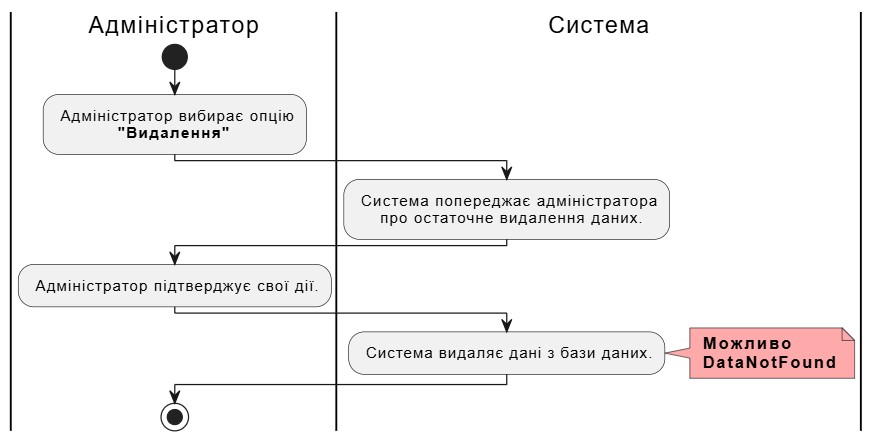 Адміністратор
Система
Адміністратор вибирає опцію
"Видалення"
Система попереджає адміністратора
про остаточне видалення даних.
Адміністратор підтверджує свої дії.
Система видаляє дані з бази даних.
Можливо
DataNotFound